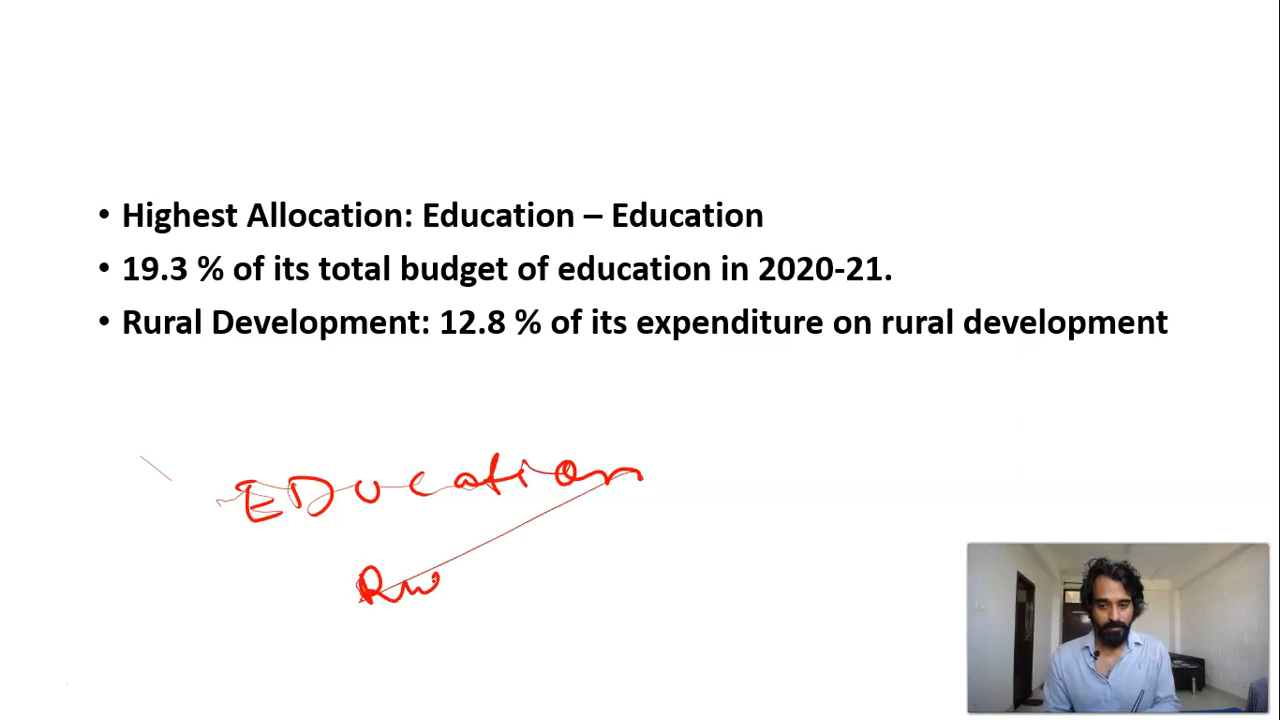 • Highest Allocation: Education – Education
• 19.3 % of its total budget of education in 2020-21.
• Rural Development: 12.8 % of its expenditure on rural development
EDucation